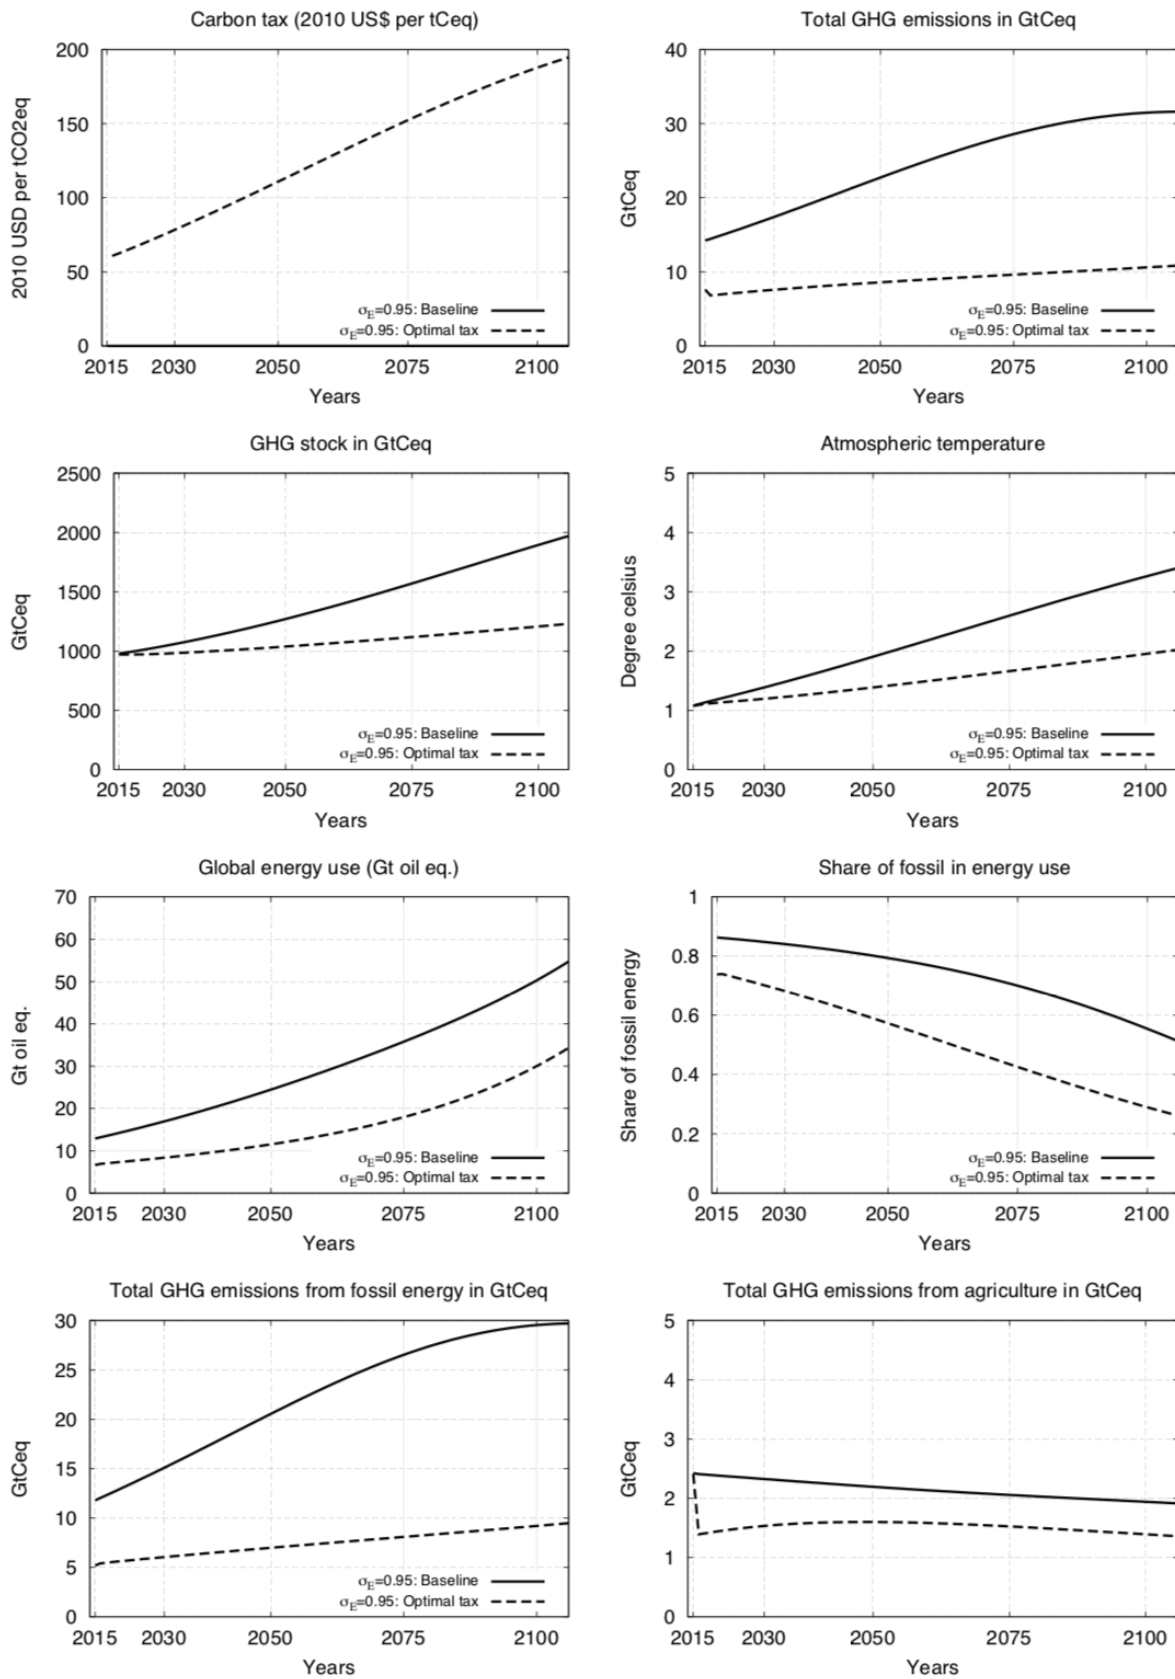 Carbon tax (2010 US$ per tCeq)
2010 USD per tCO2eq
200
150
100
50
0
σE=0.95: Baseline
σE=0.95: Optimal tax
2015 2030 2050 2075 2100
Years
Total GHG emissions in GtCeq
GtCeq
40
30
20
10
0
σE=0.95: Baseline
σE=0.95: Optimal tax
2015 2030 2050 2075 2100
Years
GHG stock in GtCeq
GtCeq
2500
2000
1500
1000
500
0
σE=0.95: Baseline
σE=0.95: Optimal tax
2015 2030 2050 2075 2100
Years
Atmospheric temperature
Degree celsius
5
4
3
2
1
0
σE=0.95: Baseline
σE=0.95: Optimal tax
2015 2030 2050 2075 2100
Years
Global energy use (Gt oil eq.)
Gt oil eq.
70
60
50
40
30
20
10
0
σE=0.95: Baseline
σE=0.95: Optimal tax
2015 2030 2050 2075 2100
Years
Share of fossil in energy use
Share of fossil energy
1
0.8
0.6
0.4
0.2
0
σE=0.95: Baseline
σE=0.95: Optimal tax
2015 2030 2050 2075 2100
Years
Total GHG emissions from fossil energy in GtCeq
GtCeq
30
25
20
15
10
5
0
σE=0.95: Baseline
σE=0.95: Optimal tax
2015 2030 2050 2075 2100
Years
Total GHG emissions from agriculture in GtCeq
GtCeq
5
4
3
2
1
0
2015 2030 2050 2075 2100
Years